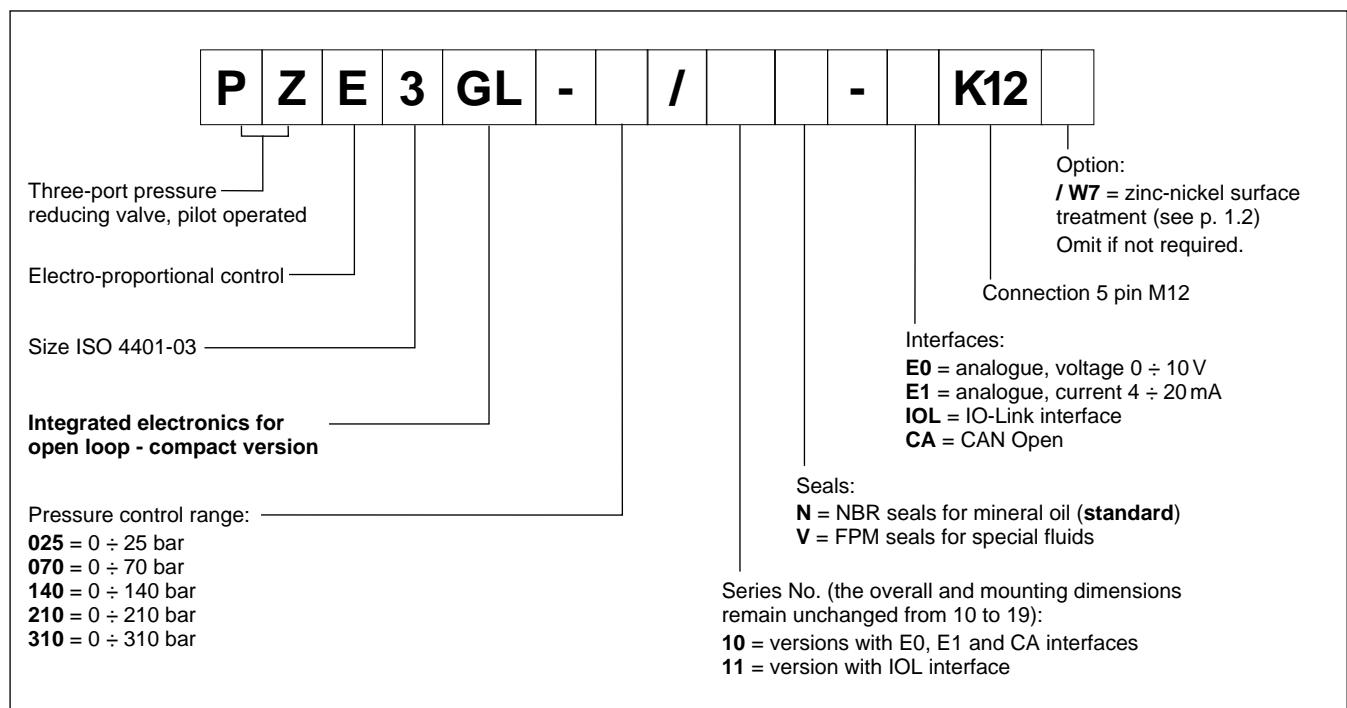 P Z E 3 GL - / - K12
Three-port pressure
reducing valve, pilot operated
Electro-proportional control
Size ISO 4401-03
Integrated electronics for
open loop - compact version
Pressure control range:
025 = 0 ÷ 25 bar
070 = 0 ÷ 70 bar
140 = 0 ÷ 140 bar
210 = 0 ÷ 210 bar
310 = 0 ÷ 310 bar
Option:
/ W7 = zinc-nickel surface
treatment (see p. 1.2)
Omit if not required.
Connection 5 pin M12
Interfaces:
E0 = analogue, voltage 0 ÷ 10 V
E1 = analogue, current 4 ÷ 20 mA
IOL = IO-Link interface
CA = CAN Open
Seals:
N = NBR seals for mineral oil (standard)
V = FPM seals for special fluids
Series No. (the overall and mounting dimensions
remain unchanged from 10 to 19):
10 = versions with E0, E1 and CA interfaces
11 = version with IOL interface